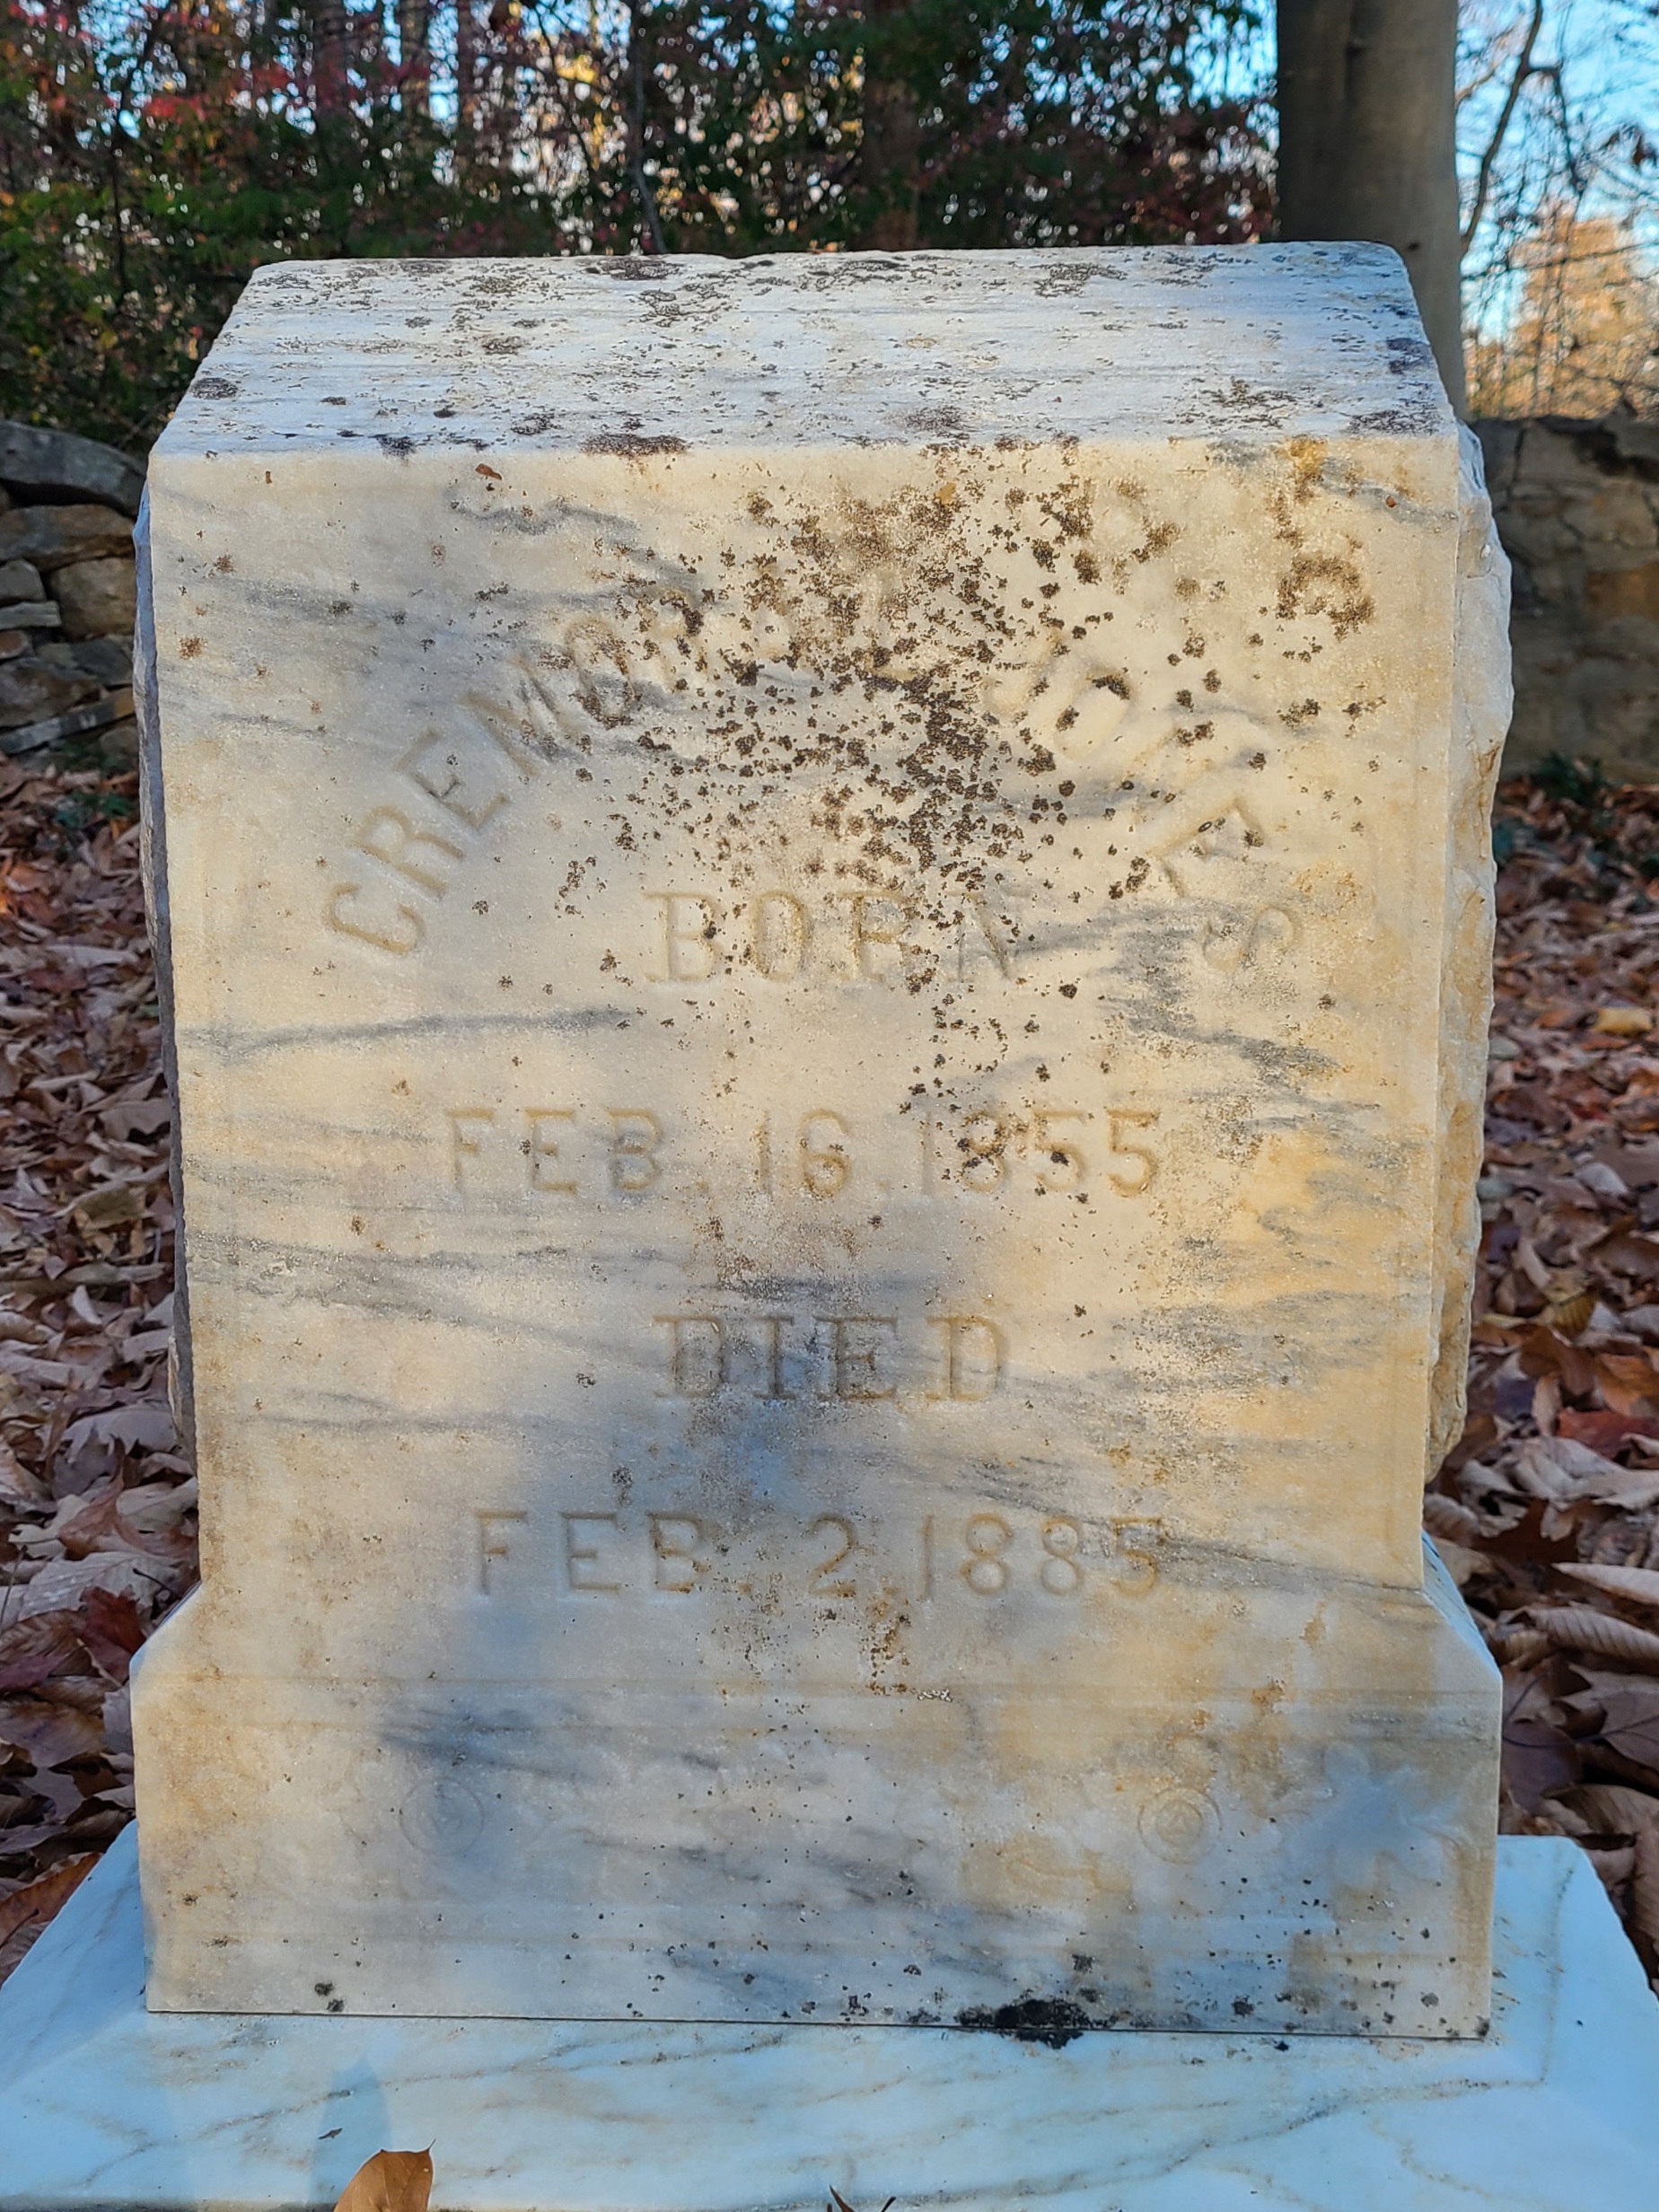 BORN
FEB. 16. 1855
DIED
FEB. 2, 1885